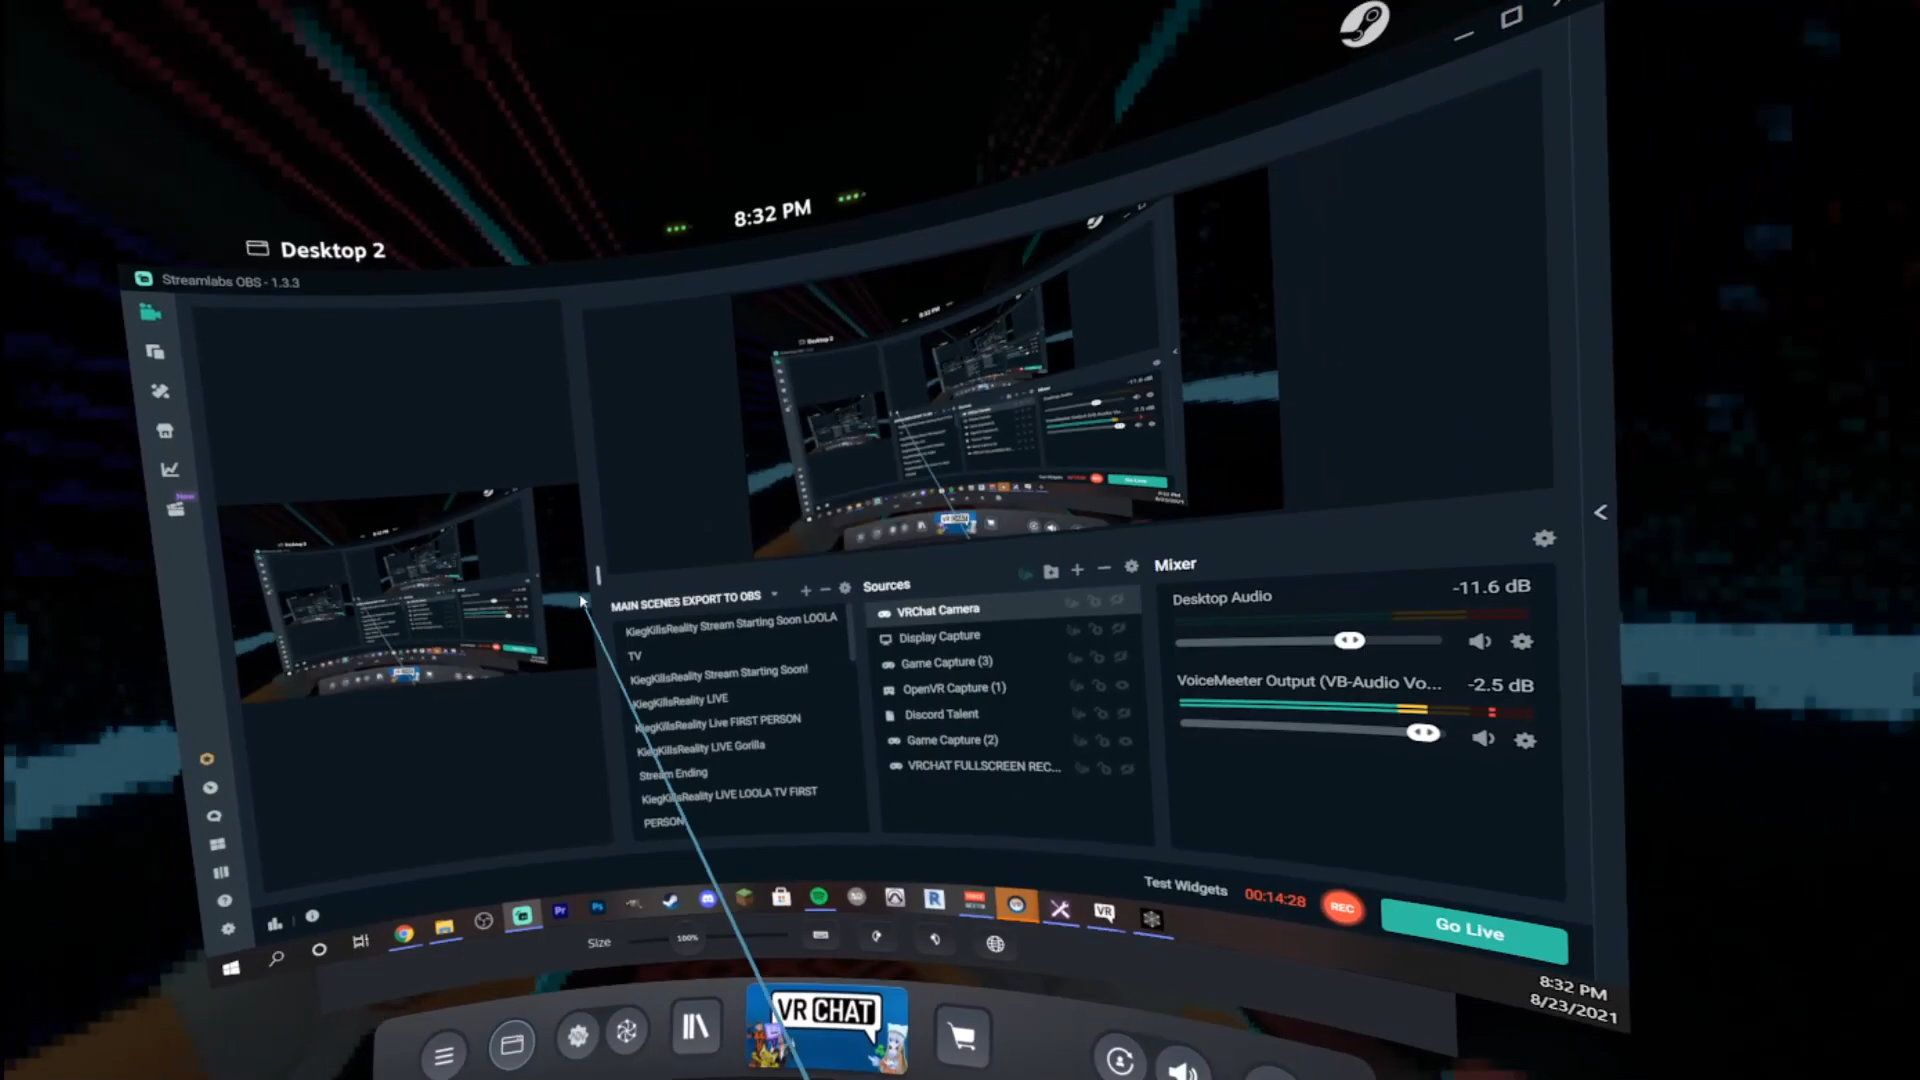 8:32 PM
Desktop 2
Streamlabs OBS - 1.3.3
New
MAIN SCENES EXPORT TO OBS
KiegKillsReality Stream Starting Soon LOOLA
TV
KiegKillsReality Stream Starting Soon!
KiegKillsReality LIVE
KiegKillsReality Live FIRST PERSON
KiegKillsReality LIVE Gorilla
Stream Ending
KiegKillsReality LIVE LOOLA TV FIRST
PERSON
Sources
VRChat Camera
Display Capture
Game Capture (3)
OpenVR Capture (1)
Discord Talent
Game Capture (2)
VRCHAT FULLSCREEN REC...
Mixer
Desktop Audio
-11.6 dB
VoiceMeeter Output (VB-Audio Vo...
-2.5 dB
Test Widgets
00:14:28
REC
Go Live
Size
100%
8:32 PM
8/23/2021
VRCHAT